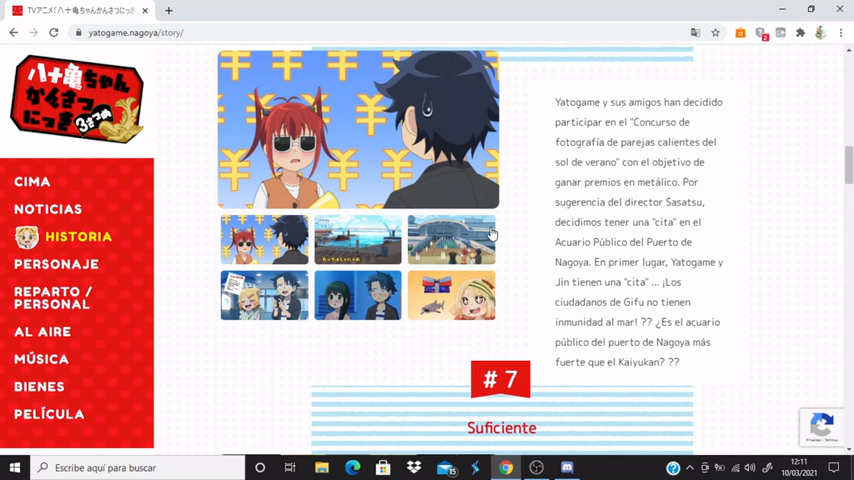 TVアニメ「八十亀ちゃんかんさつにっき
yatogame.nagoya/story/
八十亀ちゃん
かんさつ
にっき
3さつめ
CIMA
NOTICIAS
HISTORIA
PERSONAJE
REPARTO /
PERSONAL
AL AIRE
MÚSICA
BIENES
PELÍCULA
Yatogame y sus amigos han decidido
participar en el "Concurso de
fotografía de parejas calientes del
sol de verano" con el objetivo de
ganar premios en metálico. Por
sugerencia del director Sasatsu,
decidimos tener una "cita" en el
Acuario Público del Puerto de
Nagoya. En primer lugar, Yatogame y
Jin tienen una "cita" ... ¡Los
ciudadanos de Gifu no tienen
inmunidad al mar! ?? ¿Es el acuario
público del puerto de Nagoya más
fuerte que el Kaiyukan? ??
# 7
Suficiente
Escribe aquí para buscar
15
12:11
10/03/2021